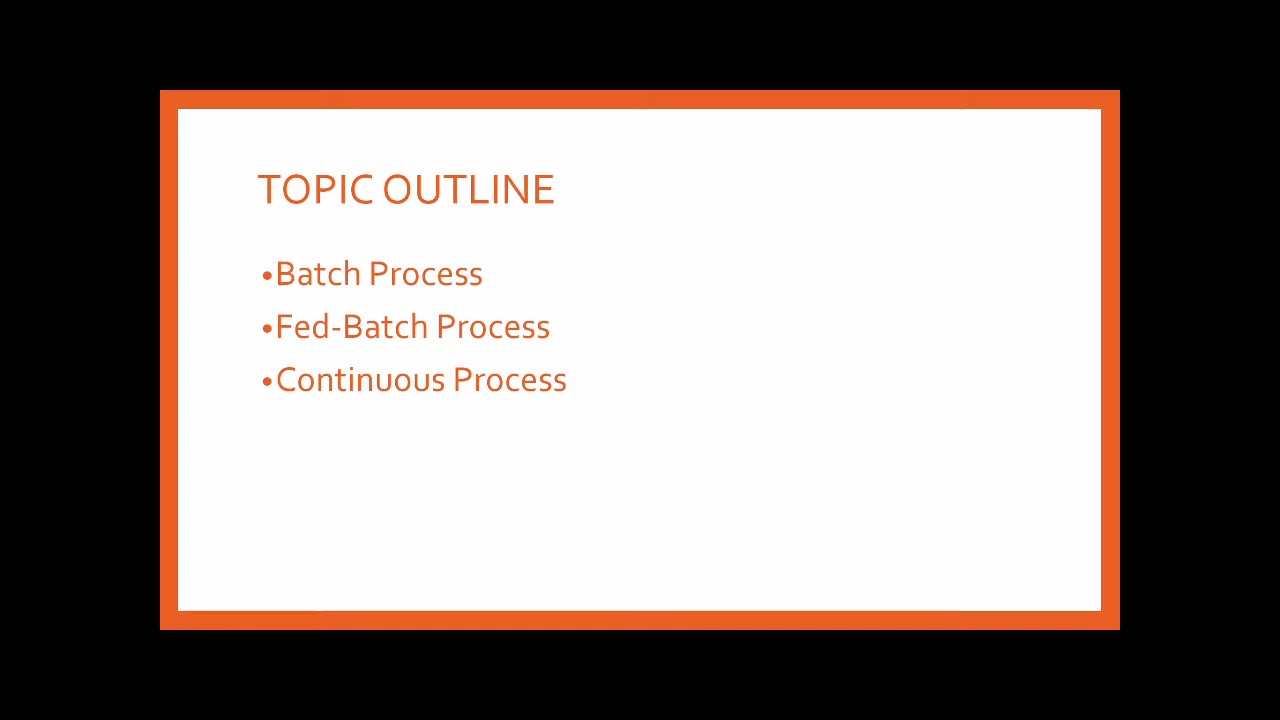 TOPIC OUTLINE
•Batch Process
•Fed-Batch Process
•Continuous Process